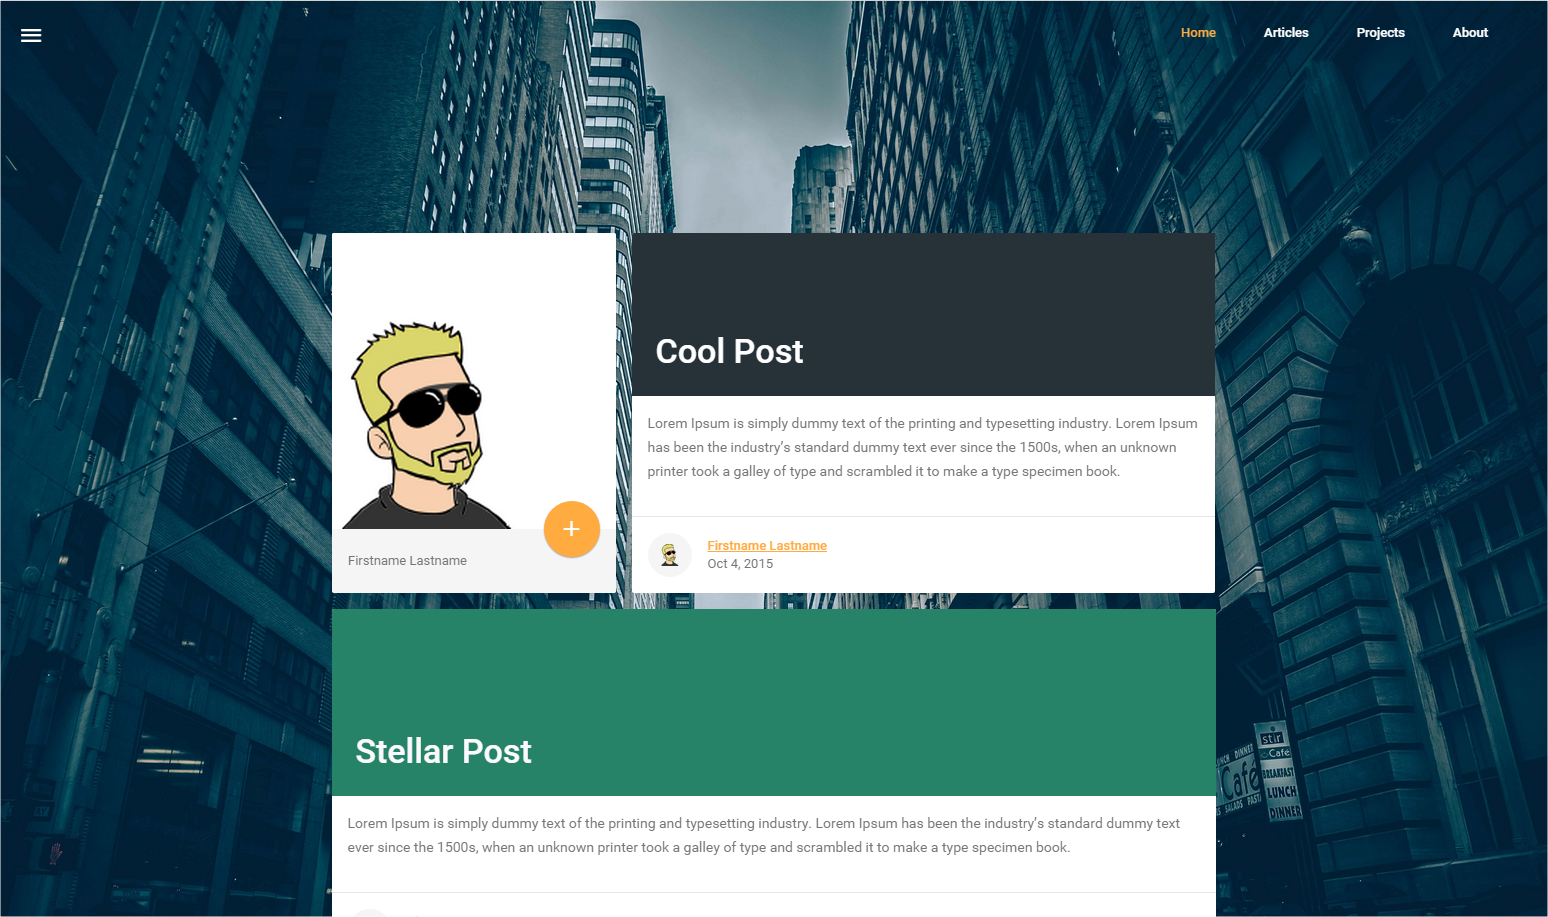 Home Articles Projects About
Cool Post
Lorem Ipsum is simply dummy text of the printing and typesetting industry. Lorem Ipsum
has been the industry’s standard dummy text ever since the 1500s, when an unknown
printer took a galley of type and scrambled it to make a type specimen book.
Firstname Lastname
Firstname Lastname
Oct 4, 2015
Stellar Post
Lorem Ipsum is simply dummy text of the printing and typesetting industry. Lorem Ipsum has been the industry’s standard dummy text
ever since the 1500s, when an unknown printer took a galley of type and scrambled it to make a type specimen book.
DINNER
Café
SALADS PASTA
stir
Café
BREAKFAST
LUNCH
DINNER